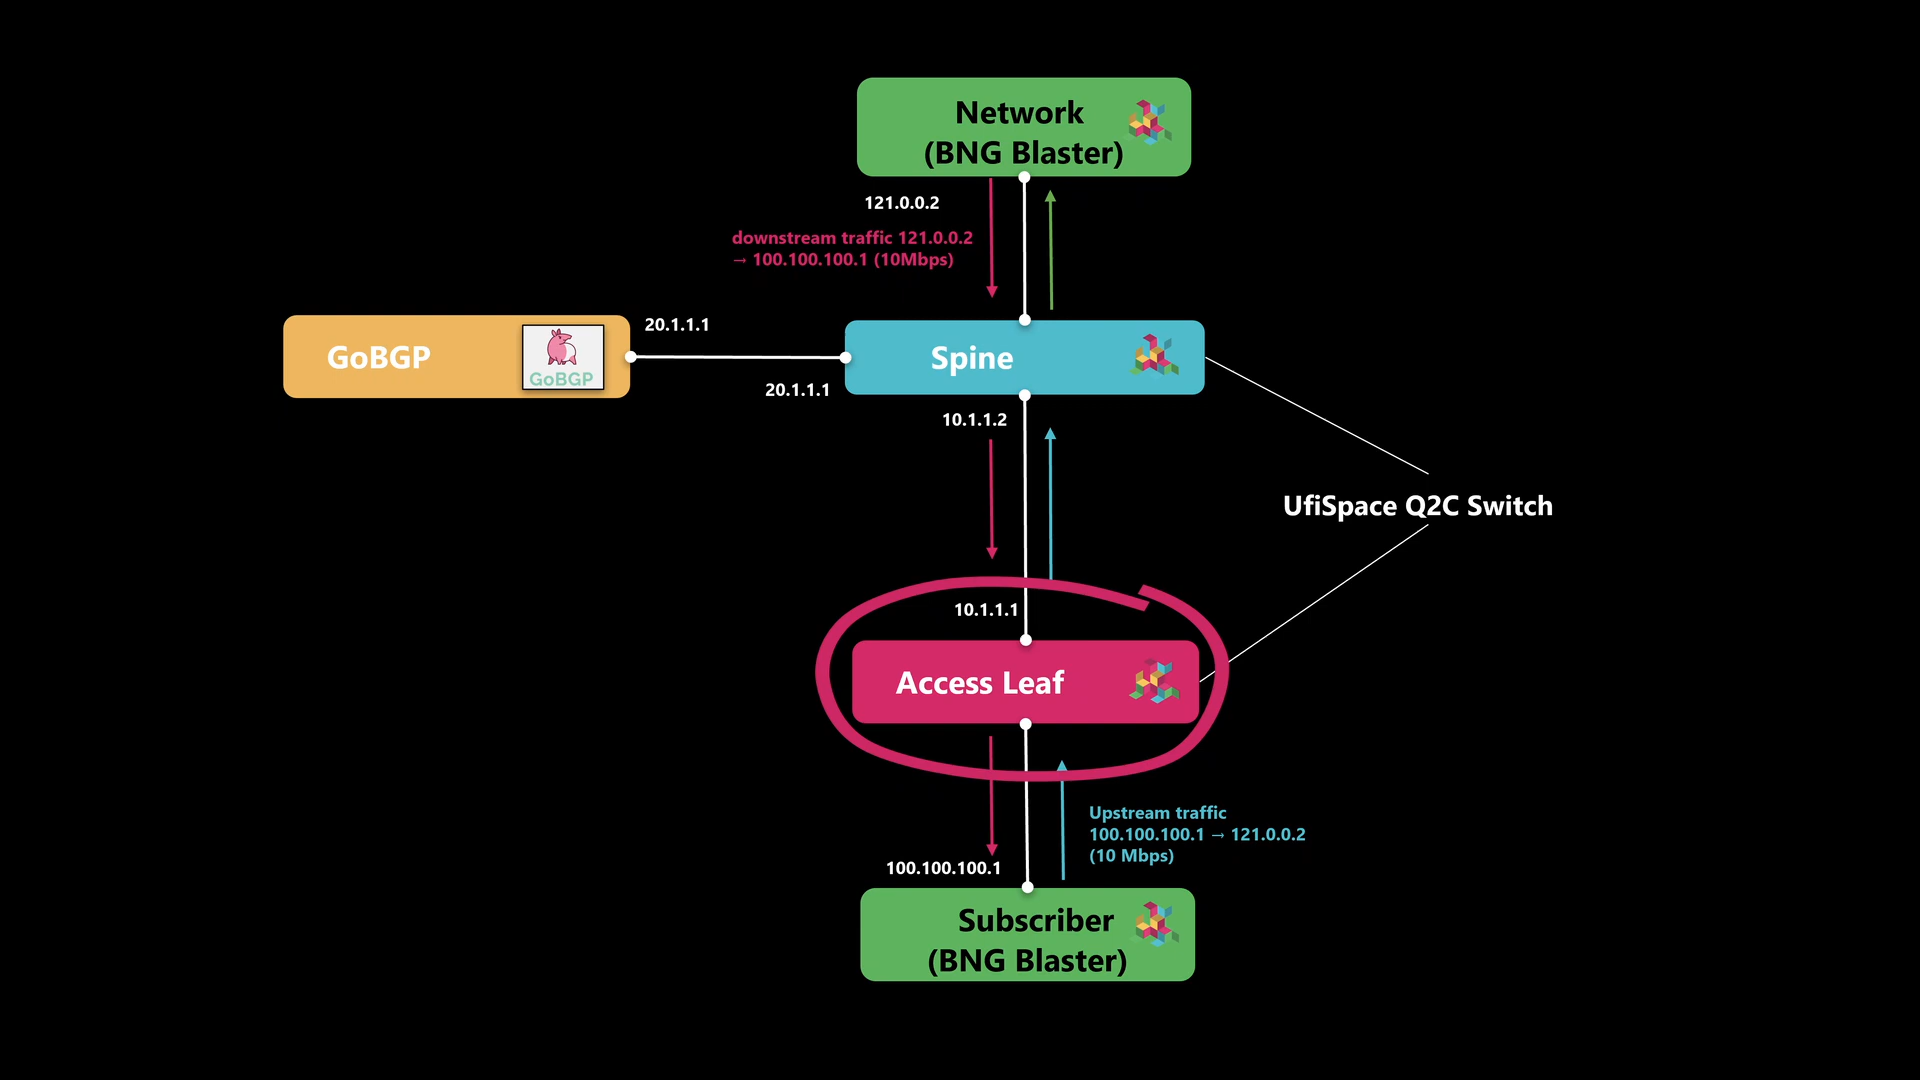 Network
(BNG Blaster)
121.0.0.2
downstream traffic 121.0.0.2
→ 100.100.100.1 (10Mbps)
GoBGP
GoBGP
20.1.1.1
20.1.1.1
Spine
10.1.1.2
UfiSpace Q2C Switch
10.1.1.1
Access Leaf
Upstream traffic
100.100.100.1 → 121.0.0.2
(10 Mbps)
100.100.100.1
Subscriber
(BNG Blaster)